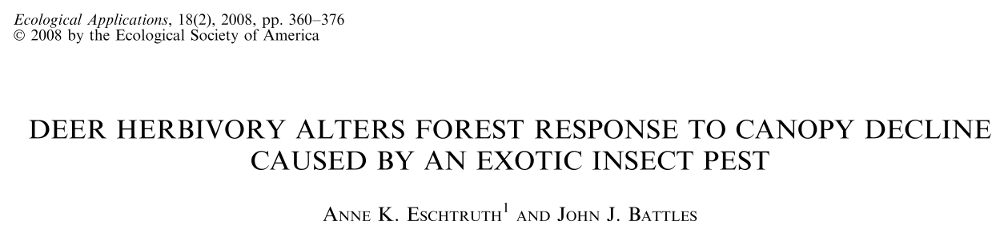 Ecological Applications, 18(2), 2008, pp. 360–376
© 2008 by the Ecological Society of America
DEER HERBIVORY ALTERS FOREST RESPONSE TO CANOPY DECLINE
CAUSED BY AN EXOTIC INSECT PEST
ANNE K. ESCHTRUTH¹ AND JOHN J. BATTLES